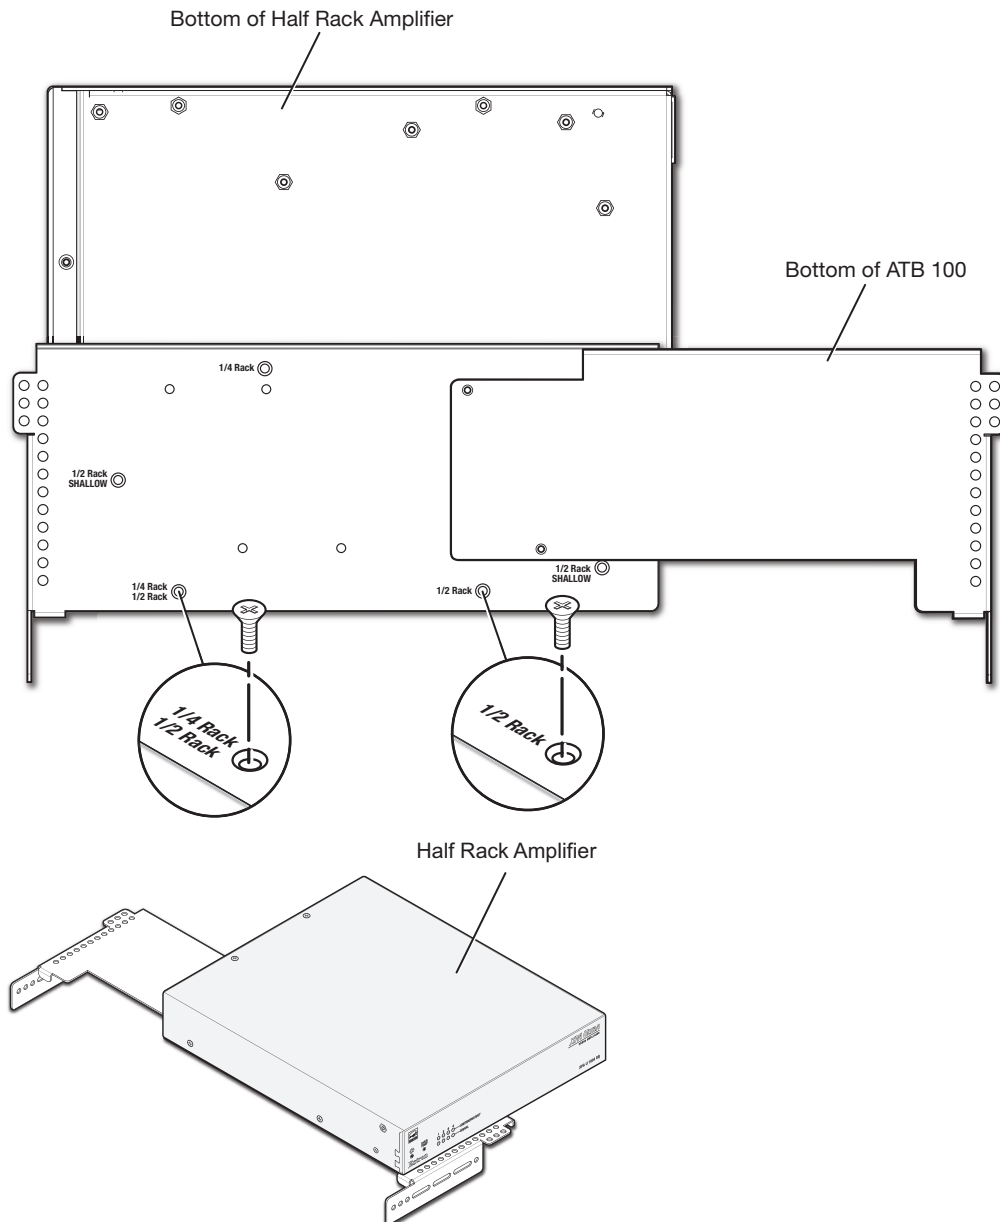 Bottom of Half Rack Amplifier
Bottom of ATB 100
1/4 Rack
1/2 Rack
SHALLOW
1/4 Rack
1/2 Rack
1/2 Rack
1/2 Rack
SHALLOW
1/4 Rack
1/2 Rack
1/2 Rack
Half Rack Amplifier